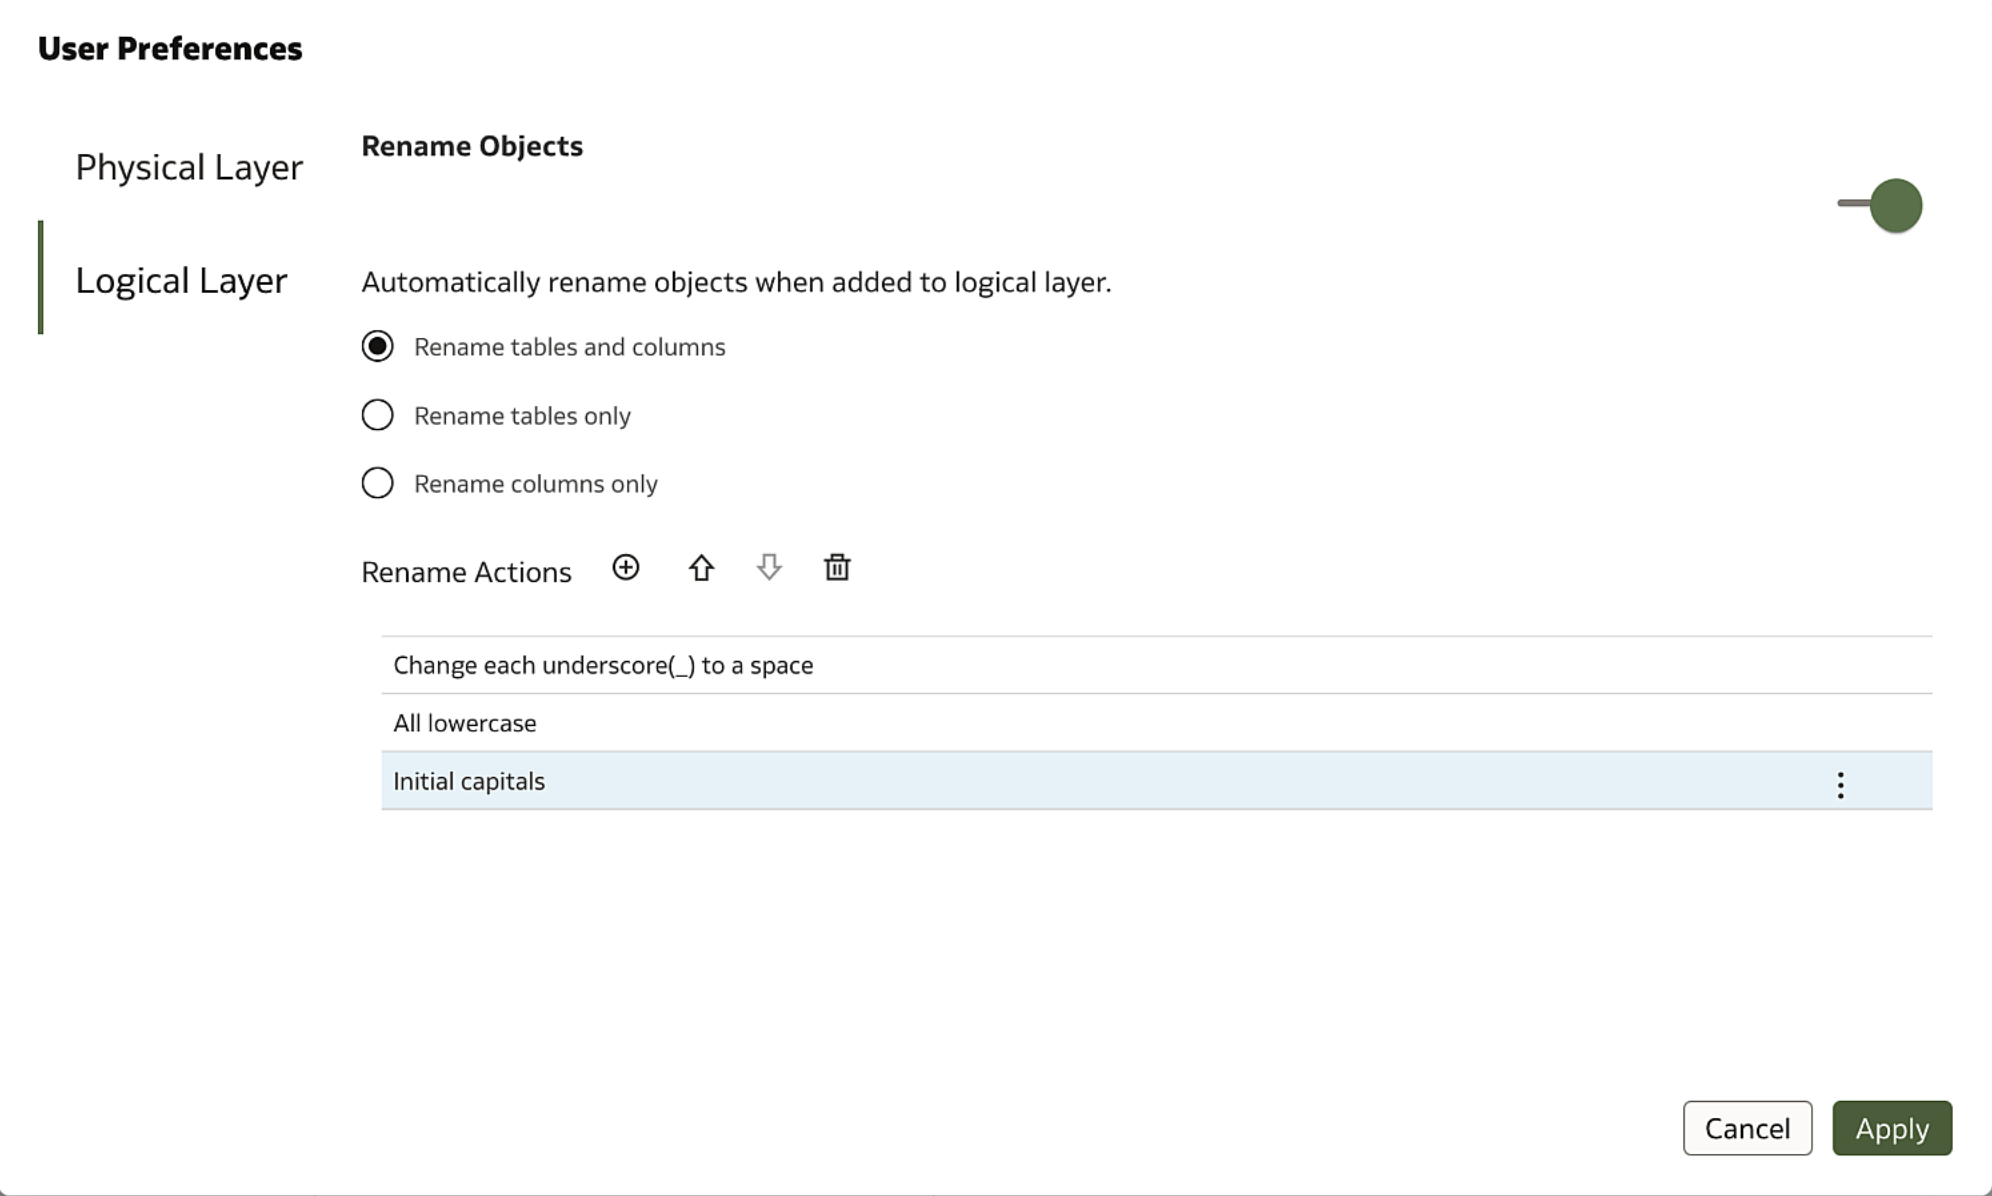 User Preferences
Physical Layer
Logical Layer
Rename Objects
Automatically rename objects when added to logical layer.
Rename tables and columns
Rename tables only
Rename columns only
Rename Actions
Change each underscore(_) to a space
All lowercase
Initial capitals
Cancel
Apply